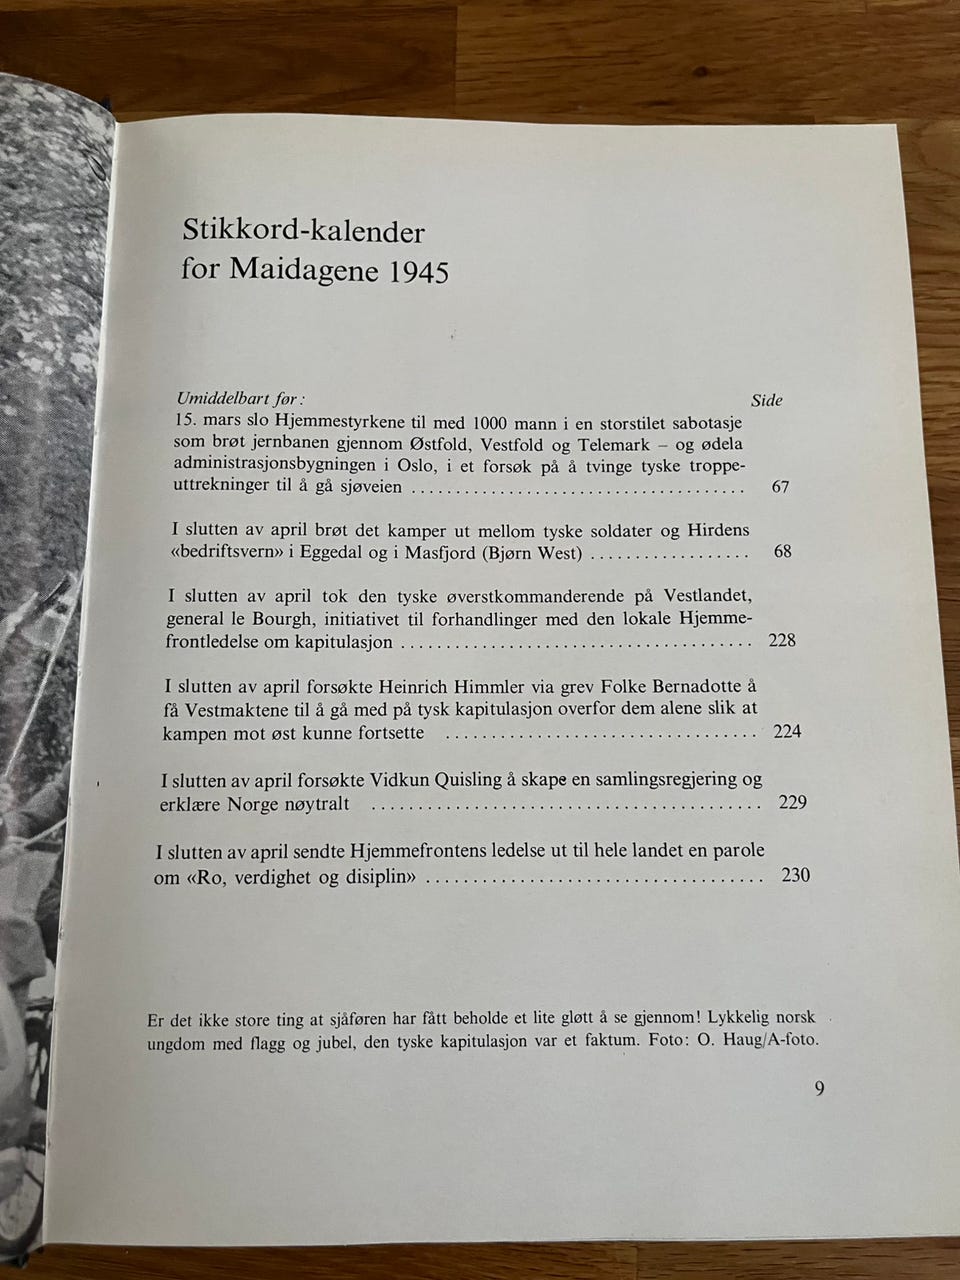 Stikkord-kalender
for Maidagene 1945
Umiddelbart før:
Side
15. mars slo Hjemmestyrkene til med 1000 mann i en storstilet sabotasje
som brøt jernbanen gjennom Østfold, Vestfold og Telemark – og ødela
administrasjonsbygningen i Oslo, i et forsøk på å tvinge tyske troppe-
uttrekninger til å gå sjøveien ..................................... 67
I slutten av april brøt det kamper ut mellom tyske soldater og Hirdens
«bedriftsvern» i Eggedal og i Masfjord (Bjørn West) .................. 68
I slutten av april tok den tyske øverstkommanderende på Vestlandet,
general le Bourgh, initiativet til forhandlinger med den lokale Hjemme-
frontledelse om kapitulasjon ....................................... 228
I slutten av april forsøkte Heinrich Himmler via grev Folke Bernadotte å
få Vestmaktene til å gå med på tysk kapitulasjon overfor dem alene slik at
kampen mot øst kunne fortsette .................................. 224
I slutten av april forsøkte Vidkun Quisling å skape en samlingsregjering og
erklære Norge nøytralt .......................................... 229
I slutten av april sendte Hjemmefrontens ledelse ut til hele landet en parole
om «Ro, verdighet og disiplin» .................................... 230
Er det ikke store ting at sjåføren har fått beholde et lite gløtt å se gjennom! Lykkelig norsk
ungdom med flagg og jubel, den tyske kapitulasjon var et faktum. Foto: O. Haug/A-foto.
9